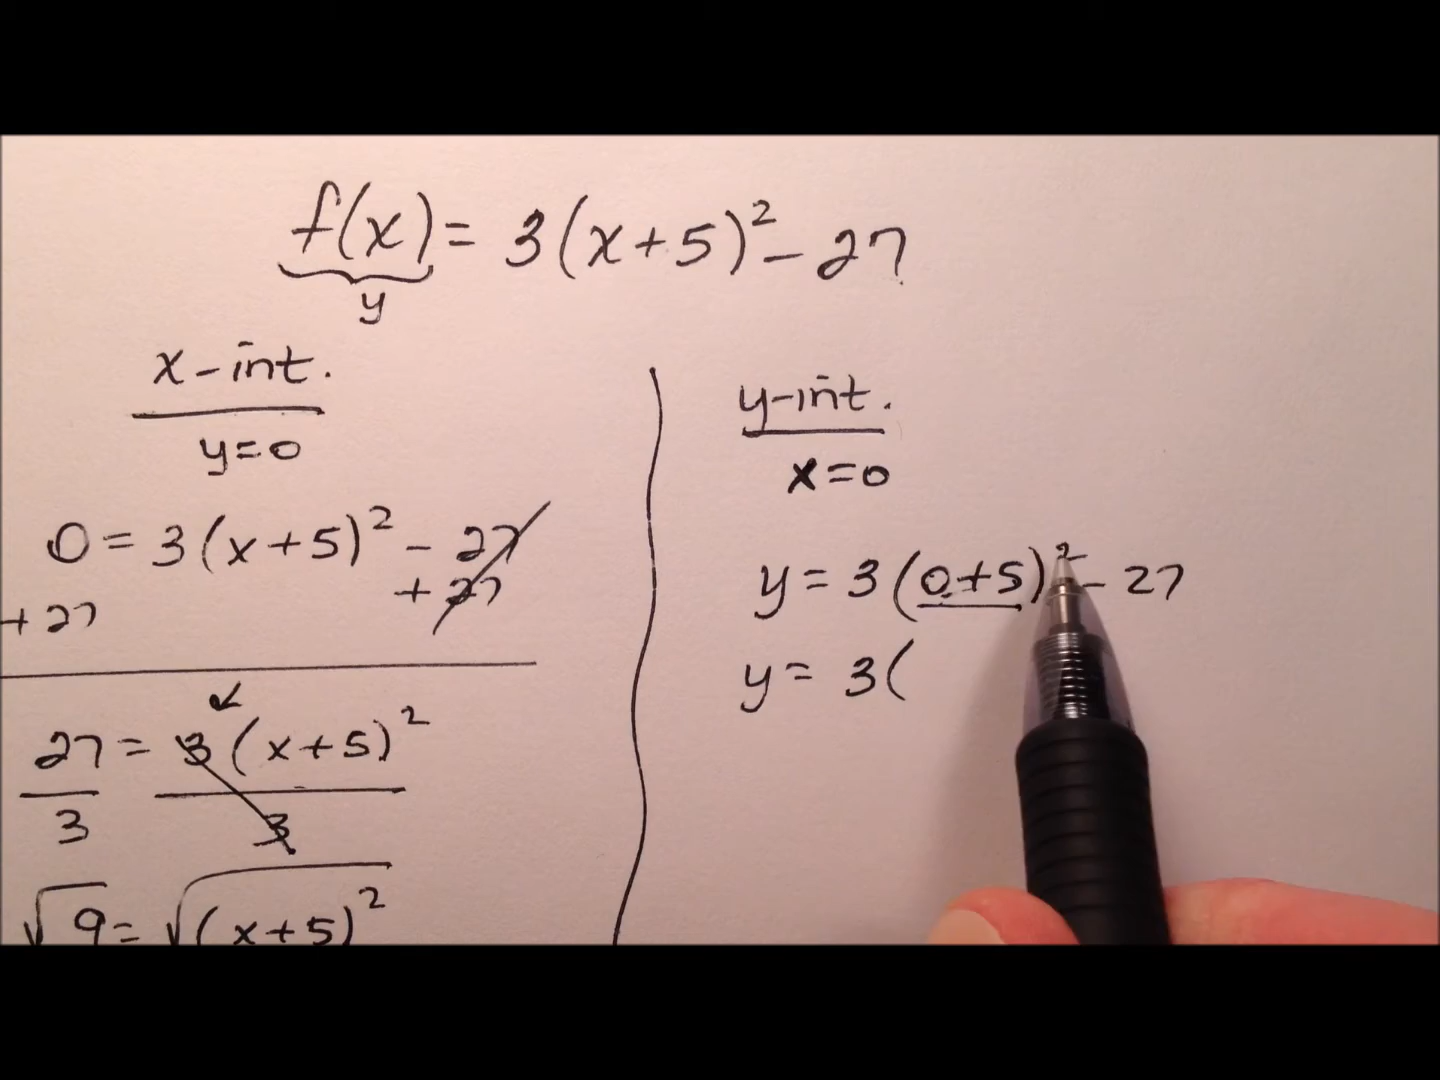 f(x) = 3(x+5)² - 27
y
x-int.
y=0
0 = 3(x+5)² - 27
+27 +27
27 = 3(x+5)²
3 3
√9 = √(x+5)²
y-int.
x=0
y = 3(0+5)² - 27
y = 3(